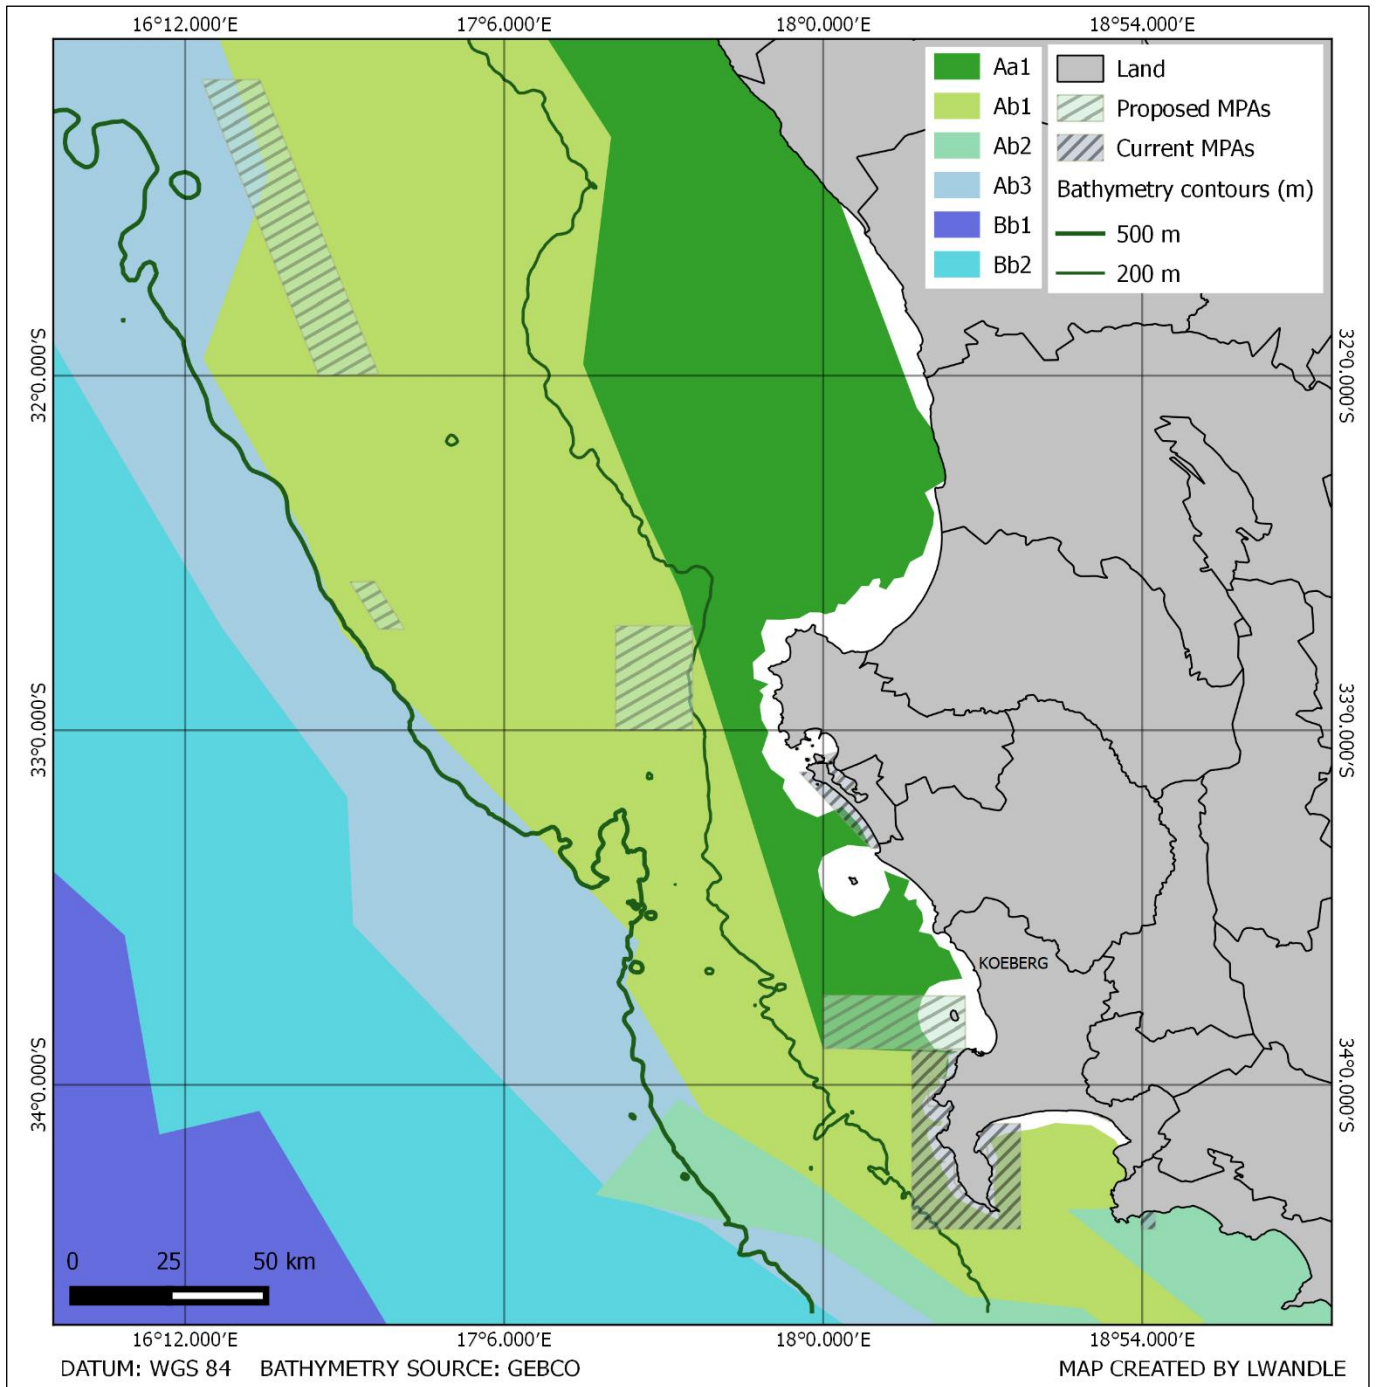 16°12.000′E 17°6.000′E 18°0.000′E 18°54.000′E
Aa1
Ab1
Ab2
Ab3
Bb1
Bb2
Land
Proposed MPAs
Current MPAs
Bathymetry contours (m)
500 m
200 m
32°0.000′S
32°0.000′S
33°0.000′S
33°0.000′S
KOEBERG
34°0.000′S
34°0.000′S
0 25 50 km
16°12.000′E 17°6.000′E 18°0.000′E 18°54.000′E
DATUM: WGS 84 BATHYMETRY SOURCE: GEBCO MAP CREATED BY LWANDLE